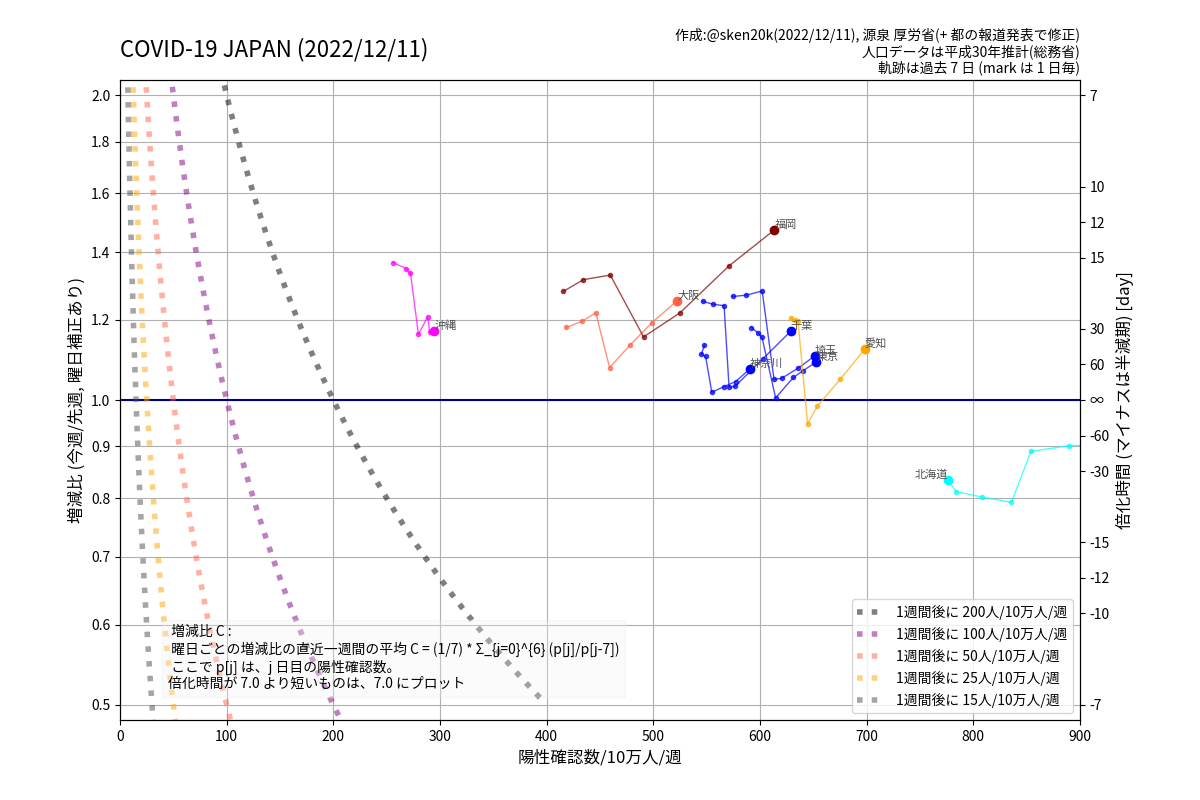 COVID-19 JAPAN (2022/12/11)
作成:@sken20k(2022/12/11), 源泉 厚労省(+ 都の報道発表で修正)
人口データは平成30年推計(総務省)
軌跡は過去 7 日 (mark は 1 日毎)
増減比 (今週/先週, 曜日補正あり)
2.0
1.8
1.6
1.4
1.2
1.0
0.9
0.8
0.7
0.6
0.5
福岡
大阪
沖縄
千葉
埼玉
東京
神奈川
愛知
北海道
7
10
12
15
30
60
∞
-60
-30
-15
-12
-10
-7
倍化時間 (マイナスは半減期) [day]
増減比 C :
曜日ごとの増減比の直近一週間の平均 C = (1/7) * Σ_{j=0}^{6} (p[j]/p[j-7])
ここで p[j] は、j 日目の陽性確認数。
倍化時間が 7.0 より短いものは、7.0 にプロット
1週間後に 200人/10万人/週
1週間後に 100人/10万人/週
1週間後に 50人/10万人/週
1週間後に 25人/10万人/週
1週間後に 15人/10万人/週
0 100 200 300 400 500 600 700 800 900
陽性確認数/10万人/週